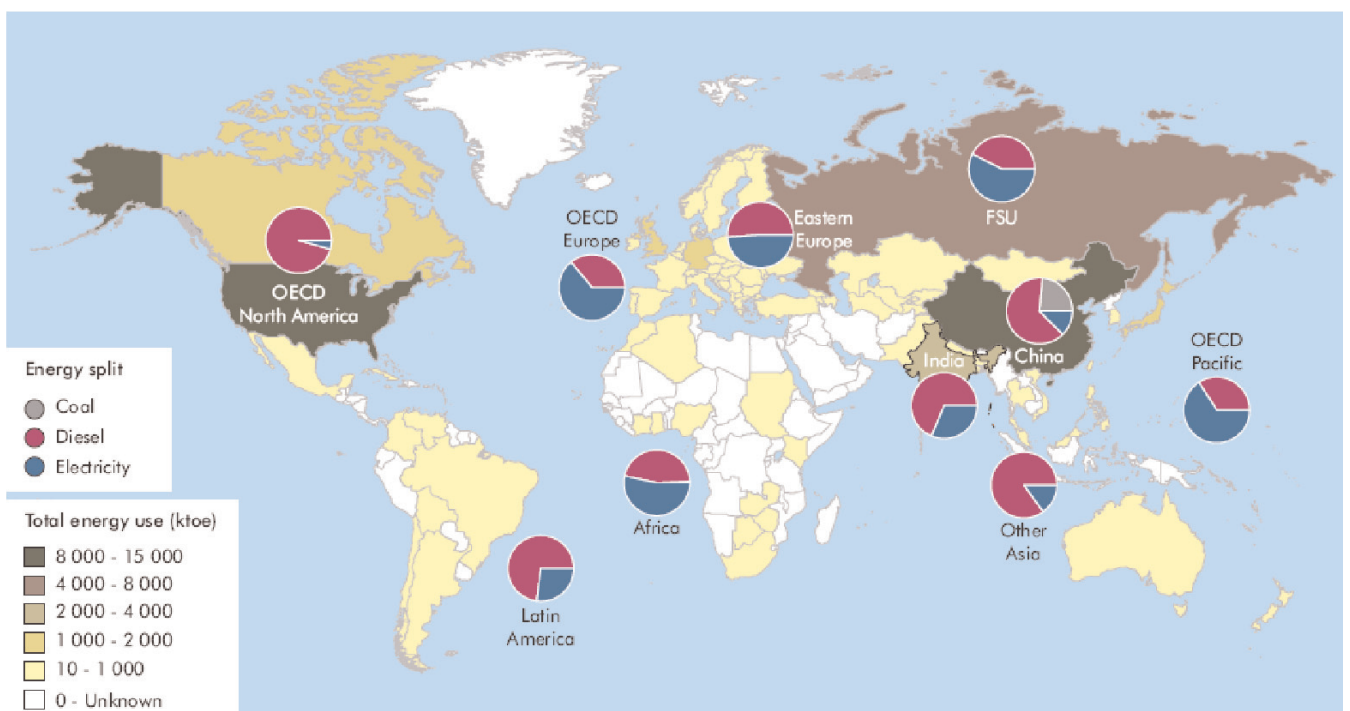 OECD
Europe
Eastern
Europe
FSU
OECD
North America
India
China
OECD
Pacific
Energy split
Coal
Diesel
Electricity
Africa
Other
Asia
Latin
America
Total energy use (ktoe)
8 000 - 15 000
4 000 - 8 000
2 000 - 4 000
1 000 - 2 000
10 - 1 000
0 - Unknown